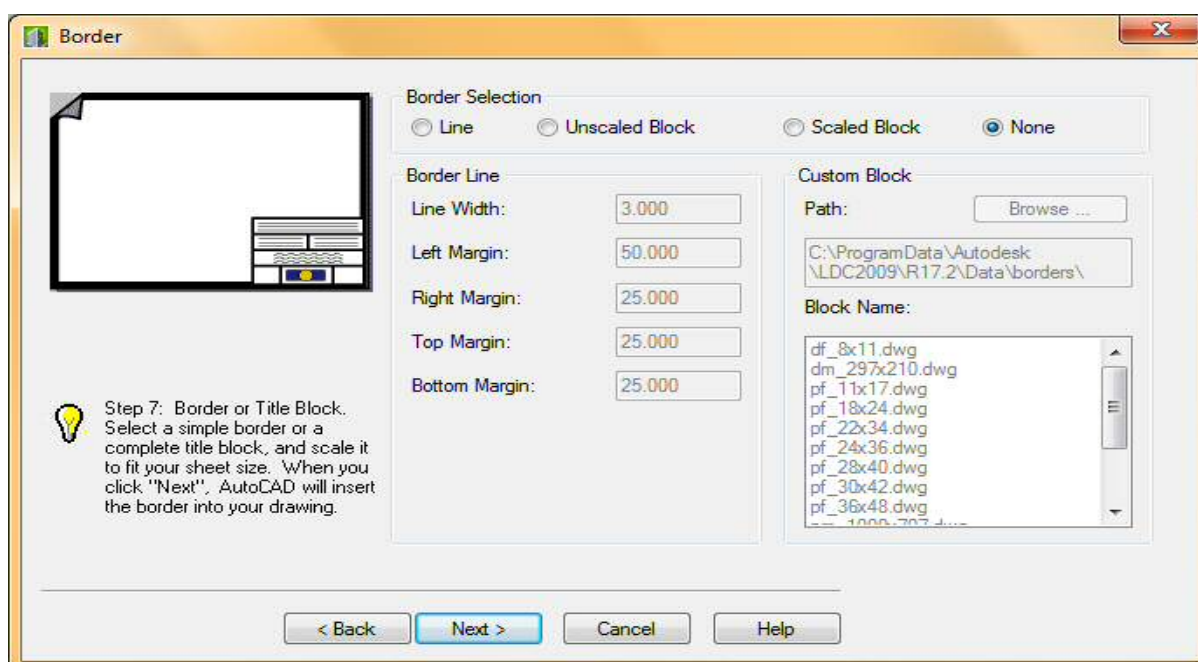 Border
Border Selection
Line
Unscaled Block
Scaled Block
None
Border Line
Line Width:
3.000
Left Margin:
50.000
Right Margin:
25.000
Top Margin:
25.000
Bottom Margin:
25.000
Custom Block
Path:
Browse ...
C:\ProgramData\Autodesk
\LDC2009\R17.2\Data\borders\
Block Name:
df_8x11.dwg
dm_297x210.dwg
pf_11x17.dwg
pf_18x24.dwg
pf_22x34.dwg
pf_24x36.dwg
pf_28x40.dwg
pf_30x42.dwg
pf_36x48.dwg
Step 7: Border or Title Block.
Select a simple border or a
complete title block, and scale it
to fit your sheet size. When you
click "Next", AutoCAD will insert
the border into your drawing.
< Back
Next >
Cancel
Help